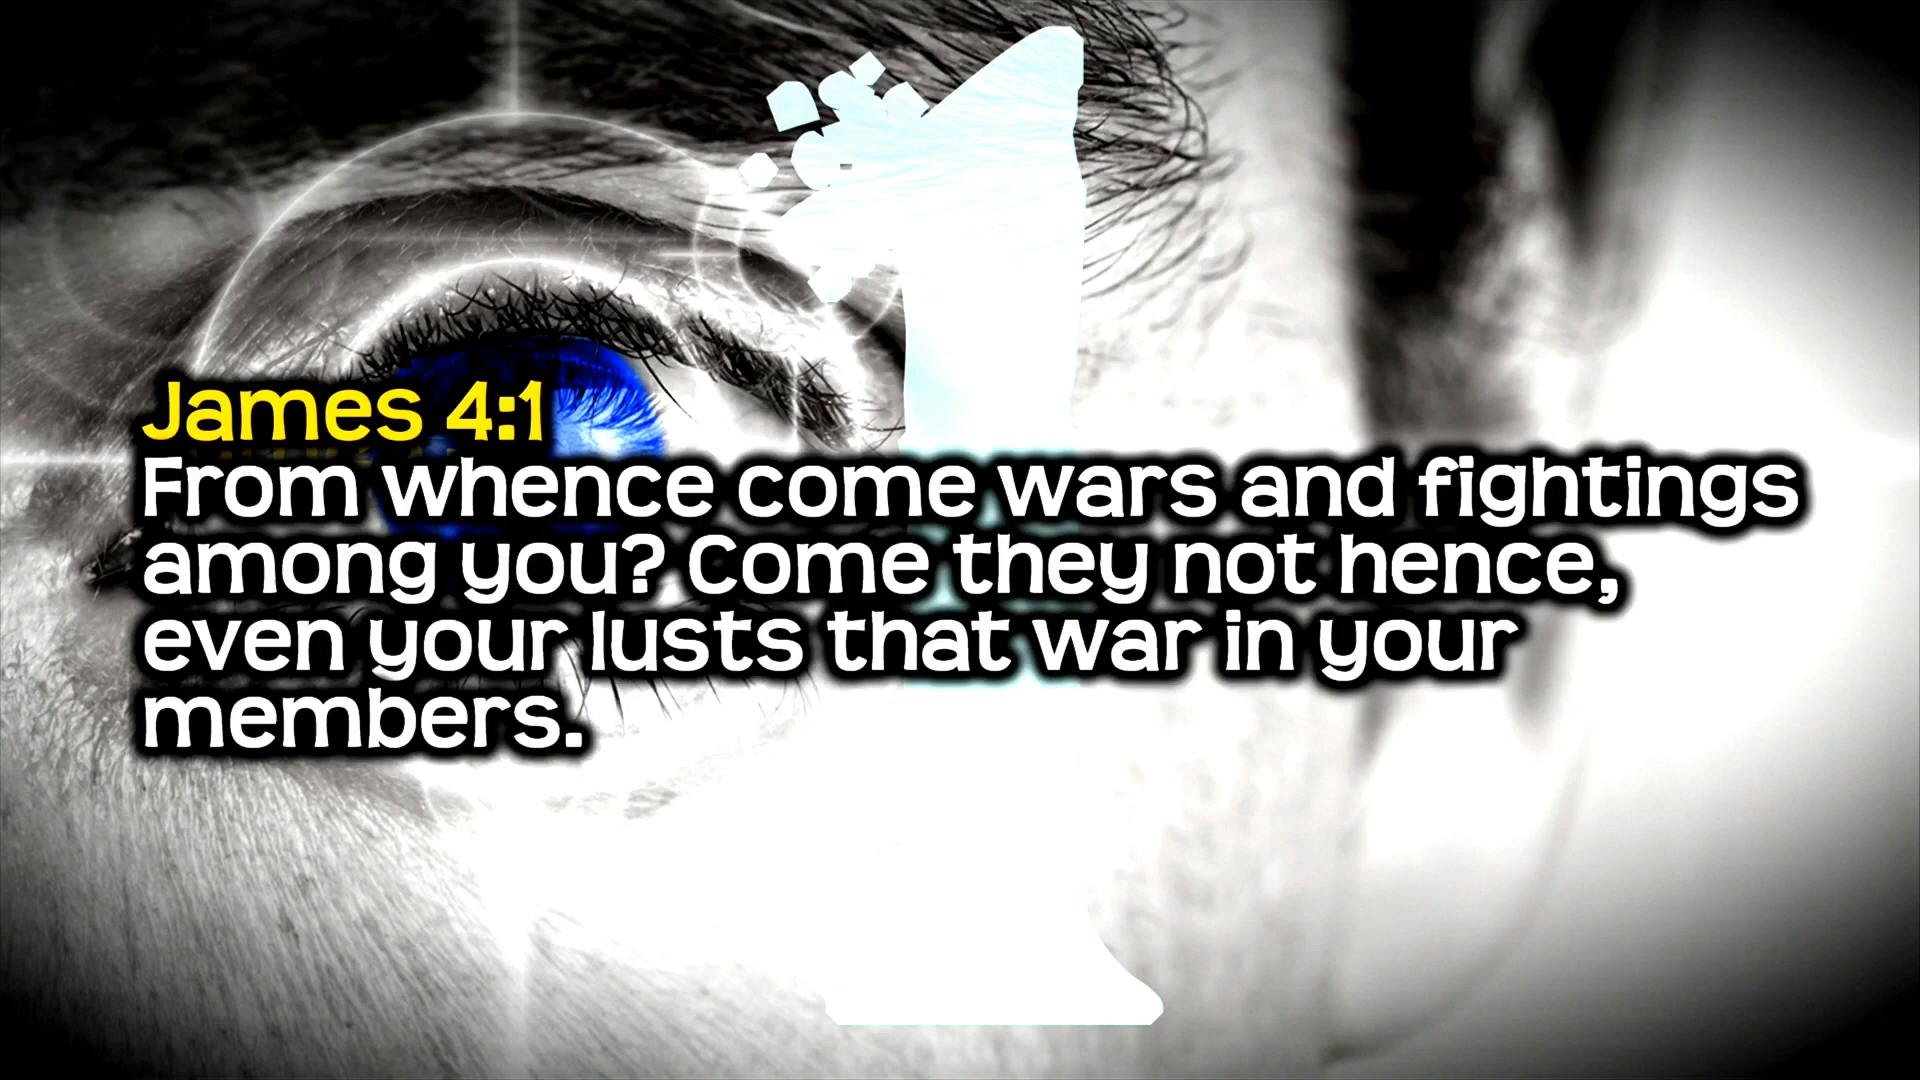 James 4:1
From whence come wars and fightings
among you? Come they not hence,
even your lusts that war in your
members.
1